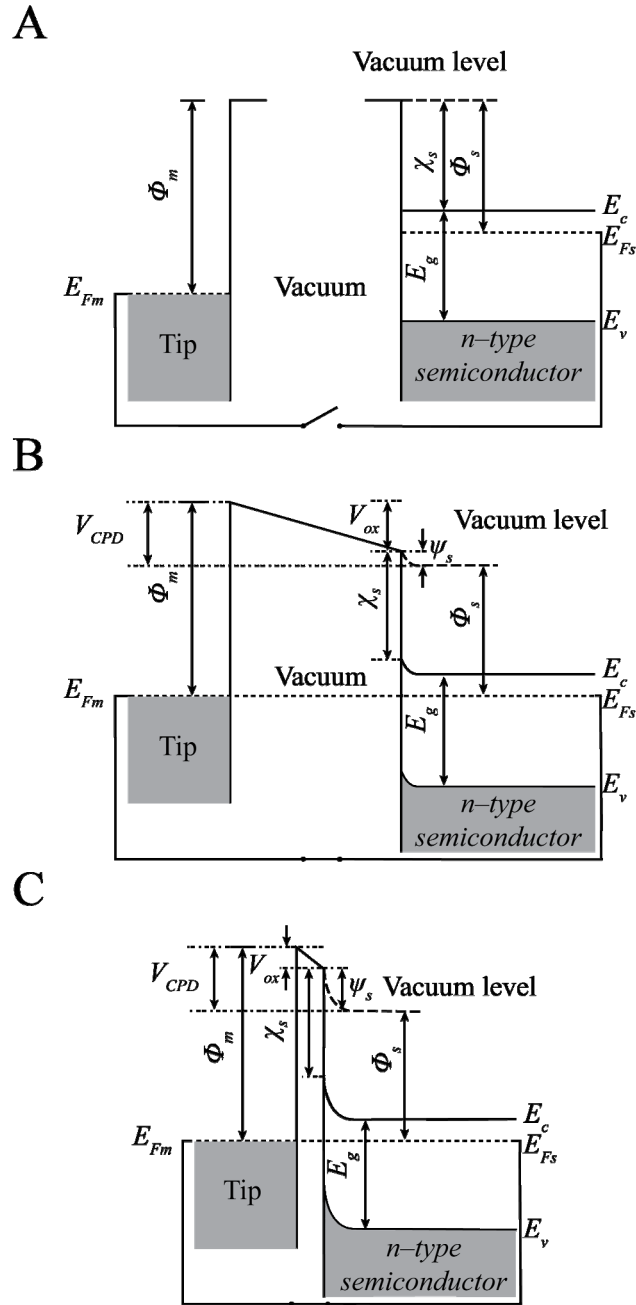 A
Vacuum level
Φm
χs
Φs
Ec
EFs
Eg
EFm
Vacuum
Ev
Tip
n–type
semiconductor
B
VCPD
Vox
Vacuum level
ψs
Φm
χs
Φs
Ec
EFm
Vacuum
EFs
Eg
Tip
Ev
n–type
semiconductor
C
VCPD
Vox
ψs
Vacuum level
Φm
χs
Φs
Ec
EFm
EFs
Eg
Tip
Ev
n–type
semiconductor